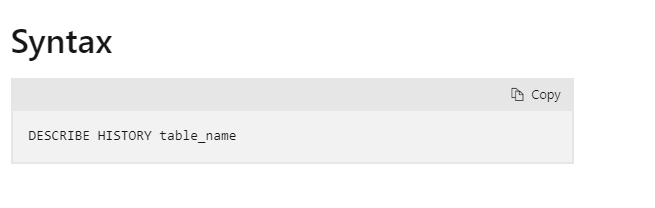 Syntax
Copy
DESCRIBE HISTORY table_name